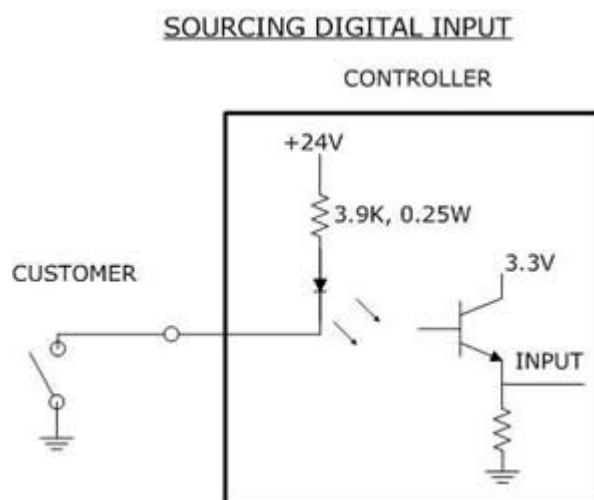 SOURCING DIGITAL INPUT
CONTROLLER
+24V
3.9K, 0.25W
CUSTOMER
3.3V
INPUT